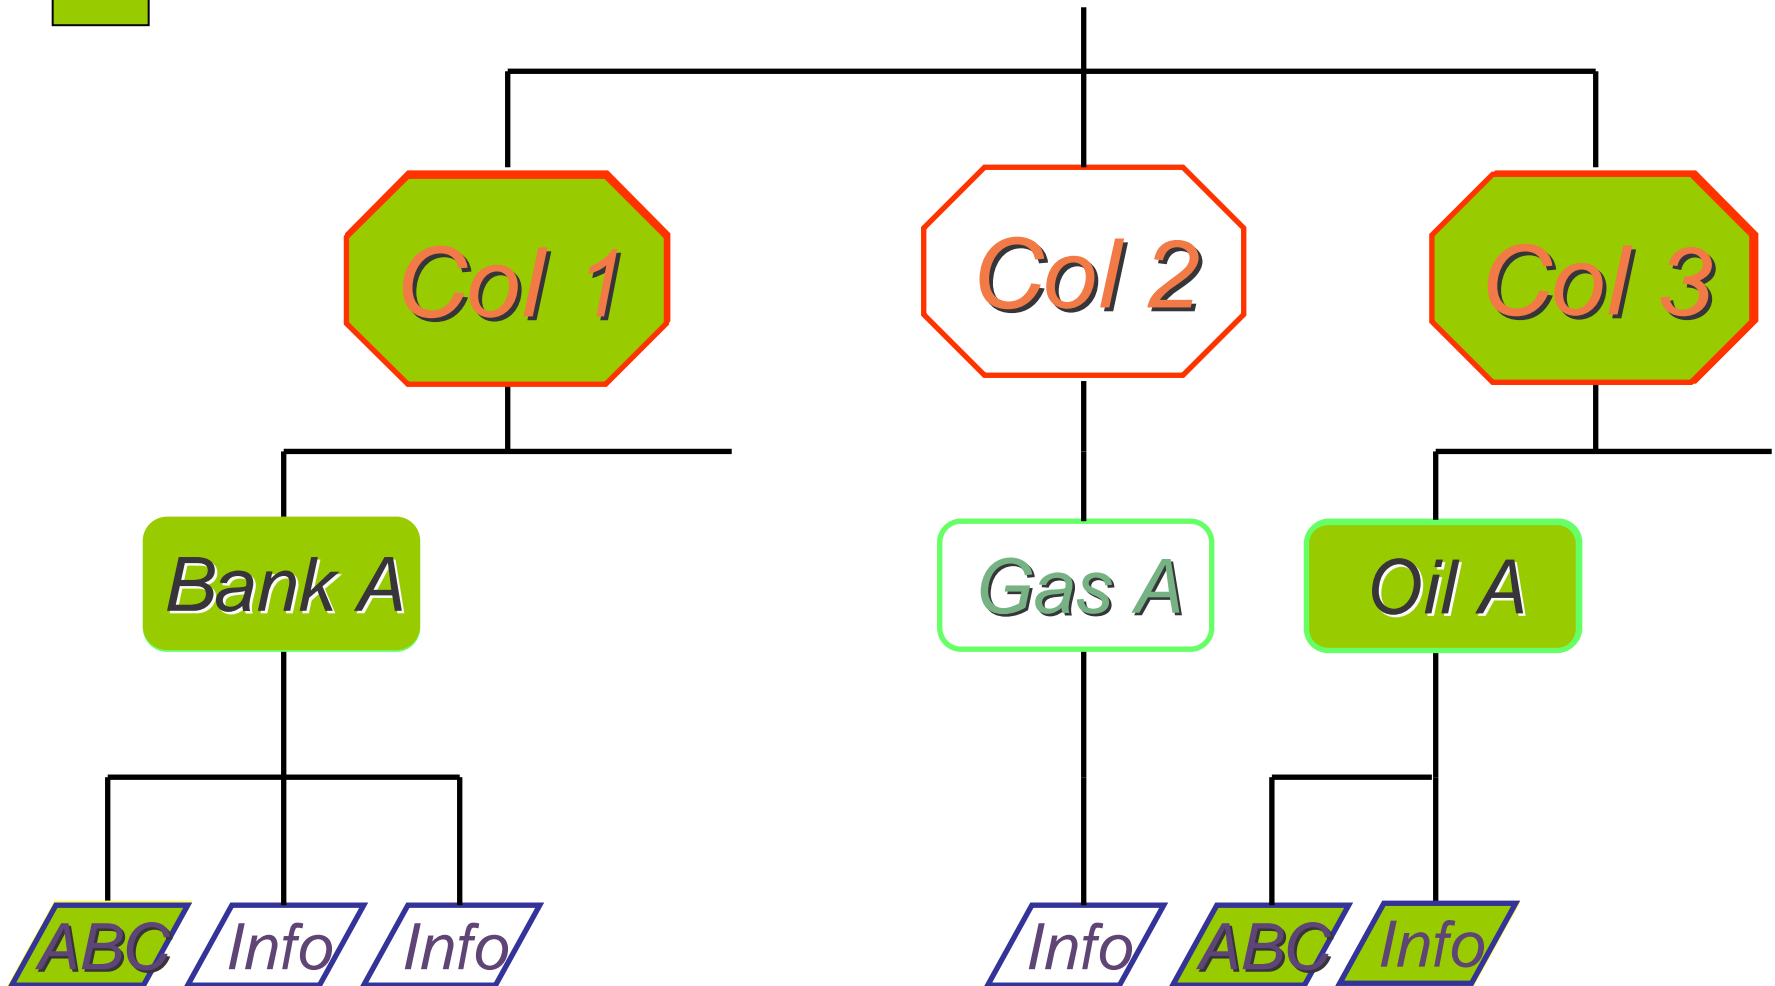 Col 1
Col 2
Col 3
Bank A
Gas A
Oil A
ABC
Info
Info
Info
ABC
Info